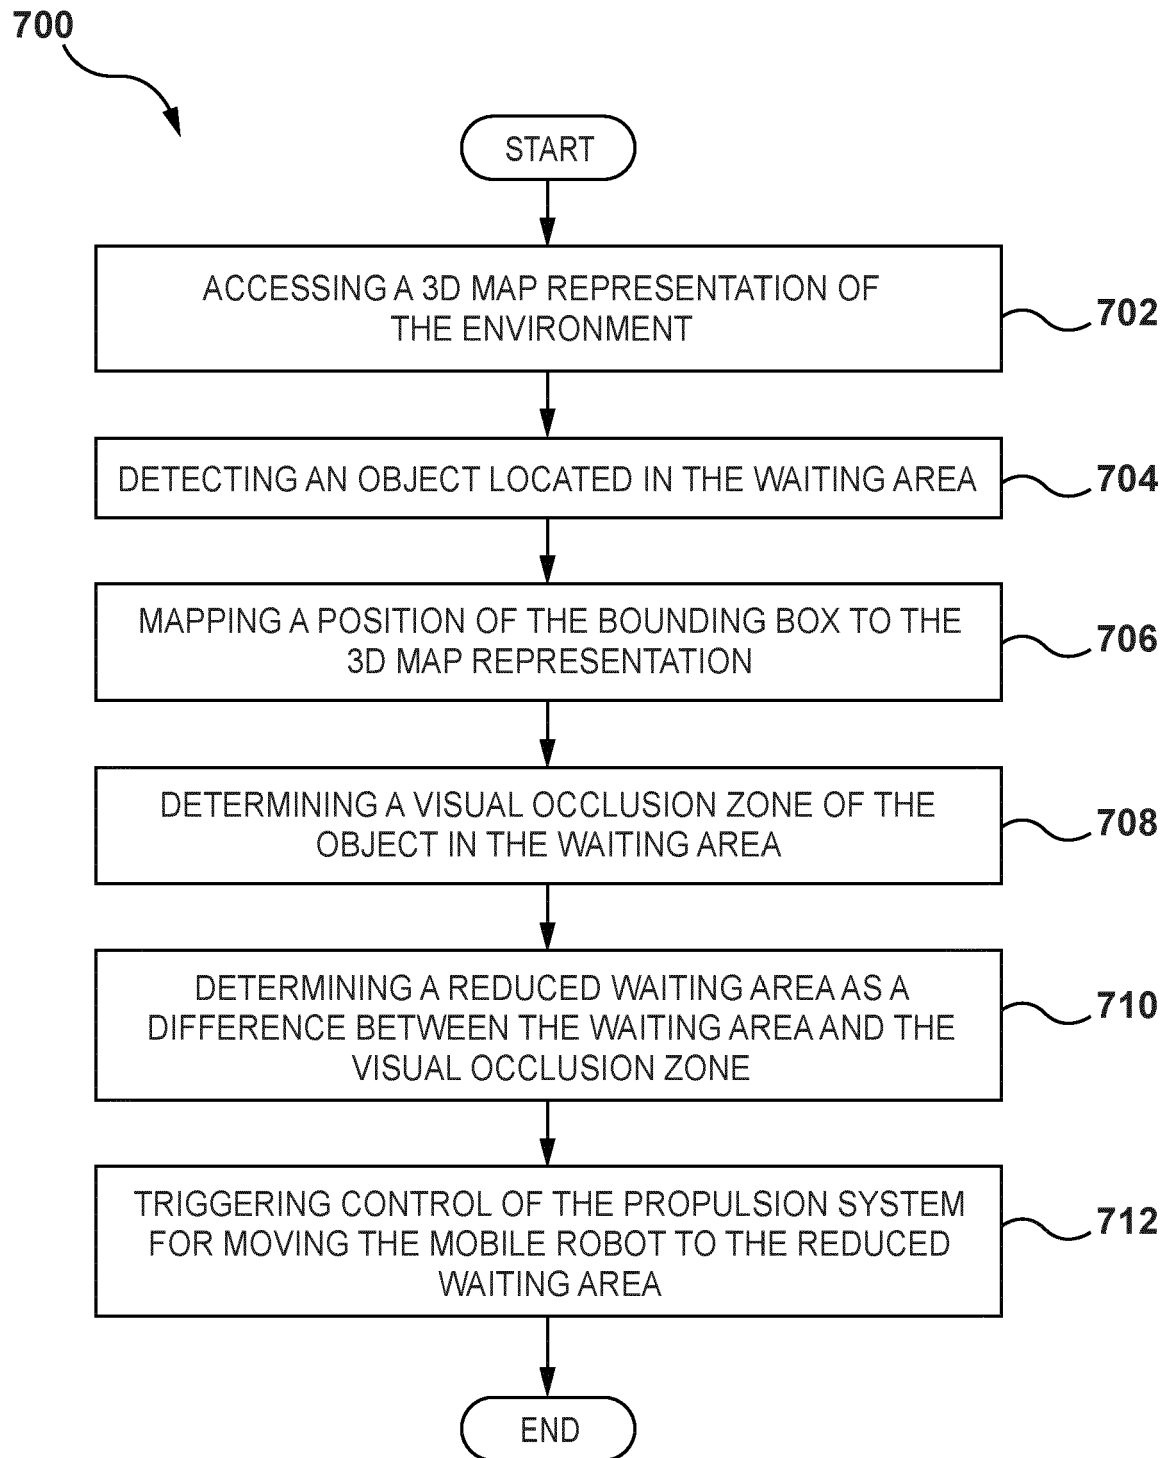 700
START
ACCESSING A 3D MAP REPRESENTATION OF
THE ENVIRONMENT
702
DETECTING AN OBJECT LOCATED IN THE WAITING AREA
704
MAPPING A POSITION OF THE BOUNDING BOX TO THE
3D MAP REPRESENTATION
706
DETERMINING A VISUAL OCCLUSION ZONE OF THE
OBJECT IN THE WAITING AREA
708
DETERMINING A REDUCED WAITING AREA AS A
DIFFERENCE BETWEEN THE WAITING AREA AND THE
VISUAL OCCLUSION ZONE
710
TRIGGERING CONTROL OF THE PROPULSION SYSTEM
FOR MOVING THE MOBILE ROBOT TO THE REDUCED
WAITING AREA
712
END